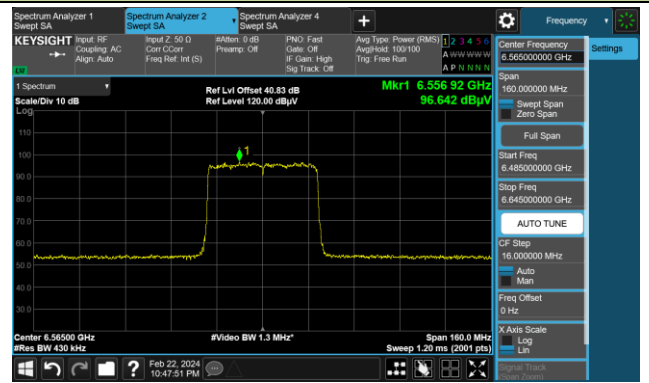 Spectrum Analyzer 1
Swept SA
Spectrum Analyzer 2
Swept SA
Spectrum Analyzer 4
Swept SA
+
Frequency
KEYSIGHT
Input: RF
Coupling: AC
Align: Auto
Input Z: 50 Ω
Corr CCorr
Freq Ref: Int (S)
#Atten: 0 dB
Preamp: Off
PNO: Fast
Gate: Off
IF Gain: High
Sig Track: Off
Avg Type: Power (RMS)
Avg|Hold: 100/100
Trig: Free Run
1 2 3 4 5 6
A W W W W W
A P N N N N
LXI
1 Spectrum
Scale/Div 10 dB
Log
Ref Lvl Offset 40.83 dB
Ref Level 120.00 dBµV
Mkr1 6.556 92 GHz
96.642 dBµV
1
110
100
90.0
80.0
70.0
60.0
50.0
40.0
30.0
Center 6.56500 GHz
#Res BW 430 kHz
#Video BW 1.3 MHz*
Span 160.0 MHz
Sweep 1.20 ms (2001 pts)
Feb 22, 2024
10:47:51 PM
?
Center Frequency
6.565000000 GHz
Settings
Span
160.000000 MHz
Swept Span
Zero Span
Full Span
Start Freq
6.485000000 GHz
Stop Freq
6.645000000 GHz
AUTO TUNE
CF Step
16.000000 MHz
Auto
Man
Freq Offset
0 Hz
X Axis Scale
Log
Lin
Signal Track
(Span Zoom)